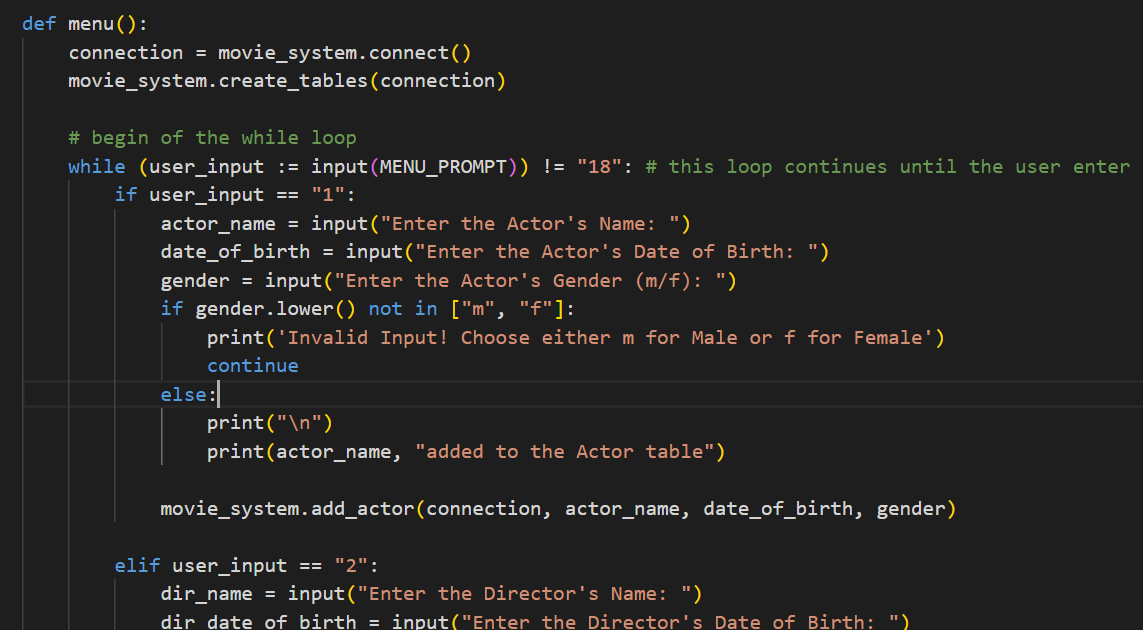 def menu():
    connection = movie_system.connect()
    movie_system.create_tables(connection)

    # begin of the while loop
    while (user_input := input(MENU_PROMPT)) != "18": # this loop continues until the user enter
        if user_input == "1":
            actor_name = input("Enter the Actor's Name: ")
            date_of_birth = input("Enter the Actor's Date of Birth: ")
            gender = input("Enter the Actor's Gender (m/f): ")
            if gender.lower() not in ["m", "f"]:
                print('Invalid Input! Choose either m for Male or f for Female')
                continue
            else:
                print("\n")
                print(actor_name, "added to the Actor table")

            movie_system.add_actor(connection, actor_name, date_of_birth, gender)

        elif user_input == "2":
            dir_name = input("Enter the Director's Name: ")
            dir_date_of_birth = input("Enter the Director's Date of Birth: ")